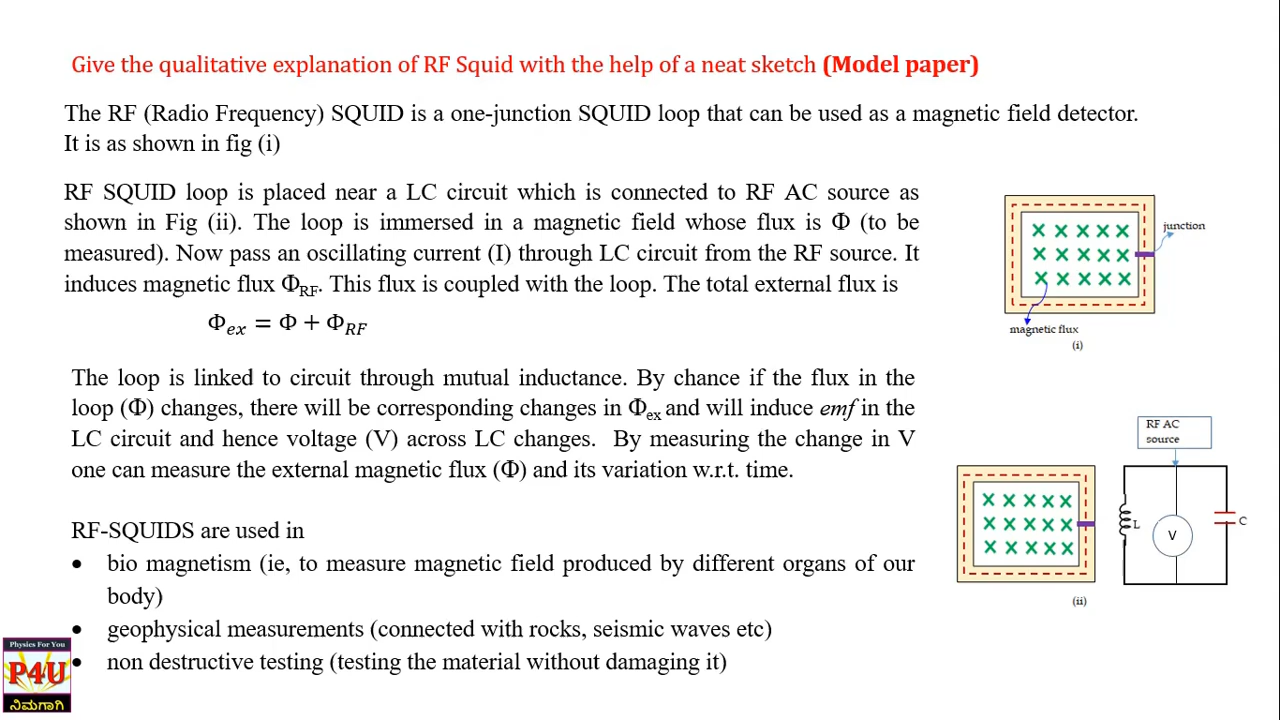 Give the qualitative explanation of RF Squid with the help of a neat sketch (Model paper)
The RF (Radio Frequency) SQUID is a one-junction SQUID loop that can be used as a magnetic field detector.
It is as shown in fig (i)
RF SQUID loop is placed near a LC circuit which is connected to RF AC source as
shown in Fig (ii). The loop is immersed in a magnetic field whose flux is Φ (to be
measured). Now pass an oscillating current (I) through LC circuit from the RF source. It
induces magnetic flux Φ_RF. This flux is coupled with the loop. The total external flux is
Φ_ex = Φ + Φ_RF
The loop is linked to circuit through mutual inductance. By chance if the flux in the
loop (Φ) changes, there will be corresponding changes in Φ_ex and will induce emf in the
LC circuit and hence voltage (V) across LC changes. By measuring the change in V
one can measure the external magnetic flux (Φ) and its variation w.r.t. time.
RF-SQUIDS are used in
• bio magnetism (ie, to measure magnetic field produced by different organs of our
body)
• geophysical measurements (connected with rocks, seismic waves etc)
• non destructive testing (testing the material without damaging it)
junction
magnetic flux
(i)
RF AC
source
L
V
C
(ii)
Physics For You
P4U
ನಿಮಗಾಗಿ